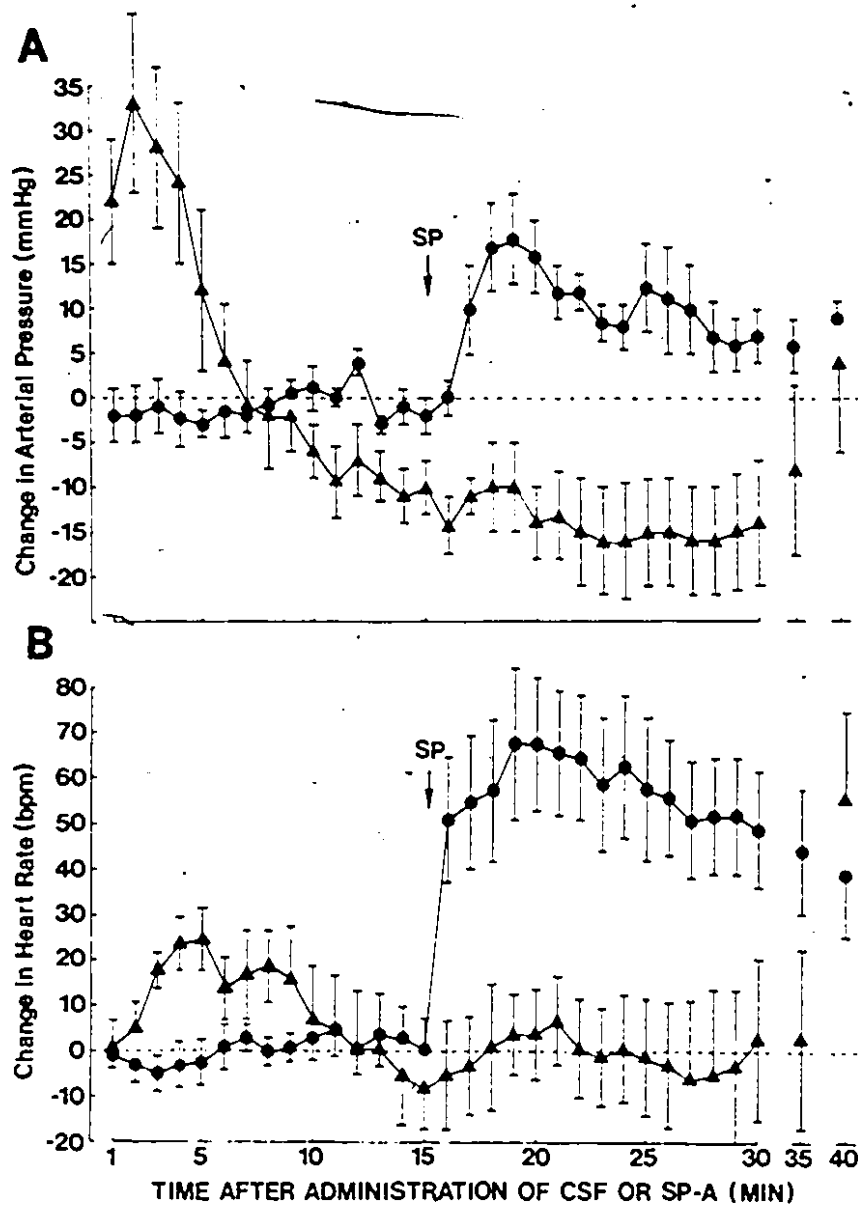 A
Change in Arterial Pressure (mmHg)
35
30
25
20
15
10
5
0
-5
-10
-15
-20
SP
B
Change in Heart Rate (bpm)
80
70
60
50
40
30
20
10
0
-10
-20
SP
1 5 10 15 20 25 30 35 40
TIME AFTER ADMINISTRATION OF CSF OR SP-A (MIN)